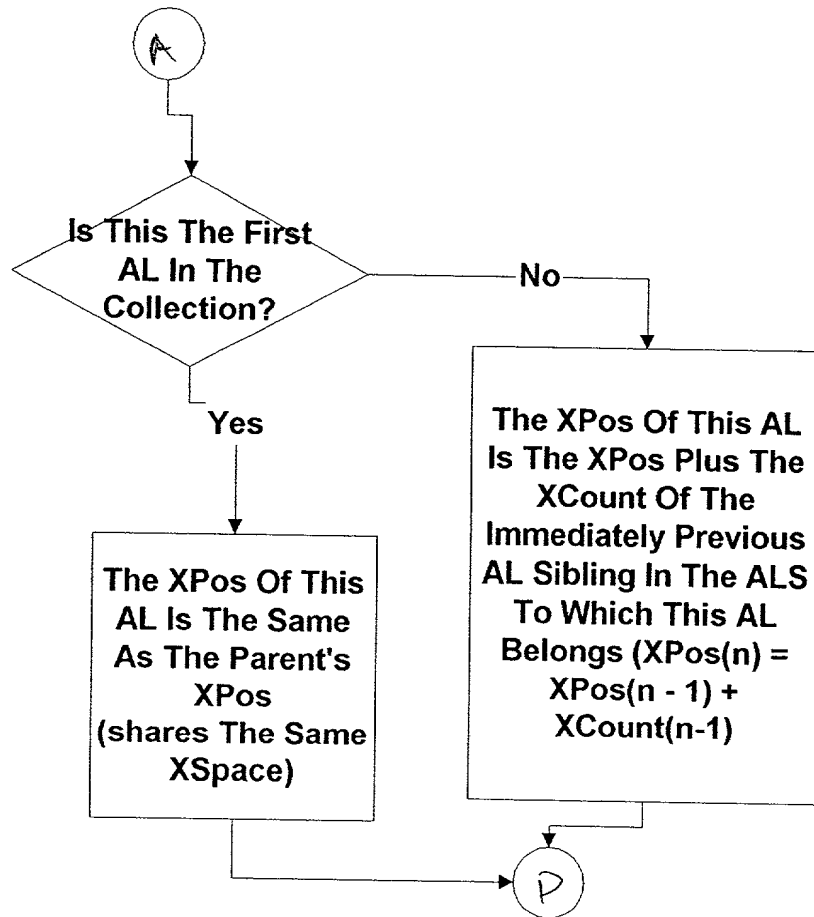 A
Is This The First
AL In The
Collection?
No
Yes
The XPos Of This AL
Is The XPos Plus The
XCount Of The
Immediately Previous
AL Sibling In The ALS
To Which This AL
Belongs (XPos(n) =
XPos(n - 1) +
XCount(n-1)
The XPos Of This
AL Is The Same
As The Parent's
XPos
(shares The Same
XSpace)
D